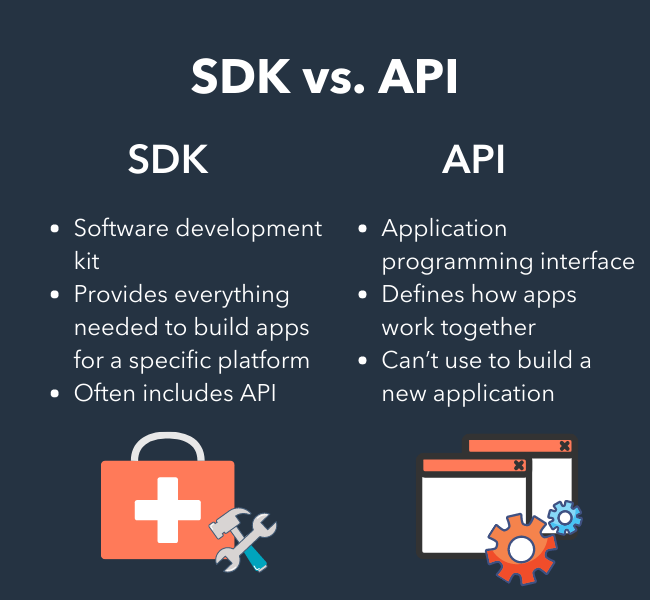 SDK vs. API
SDK
• Software development
kit
• Provides everything
needed to build apps
for a specific platform
• Often includes API
API
• Application
programming interface
• Defines how apps
work together
• Can’t use to build a
new application